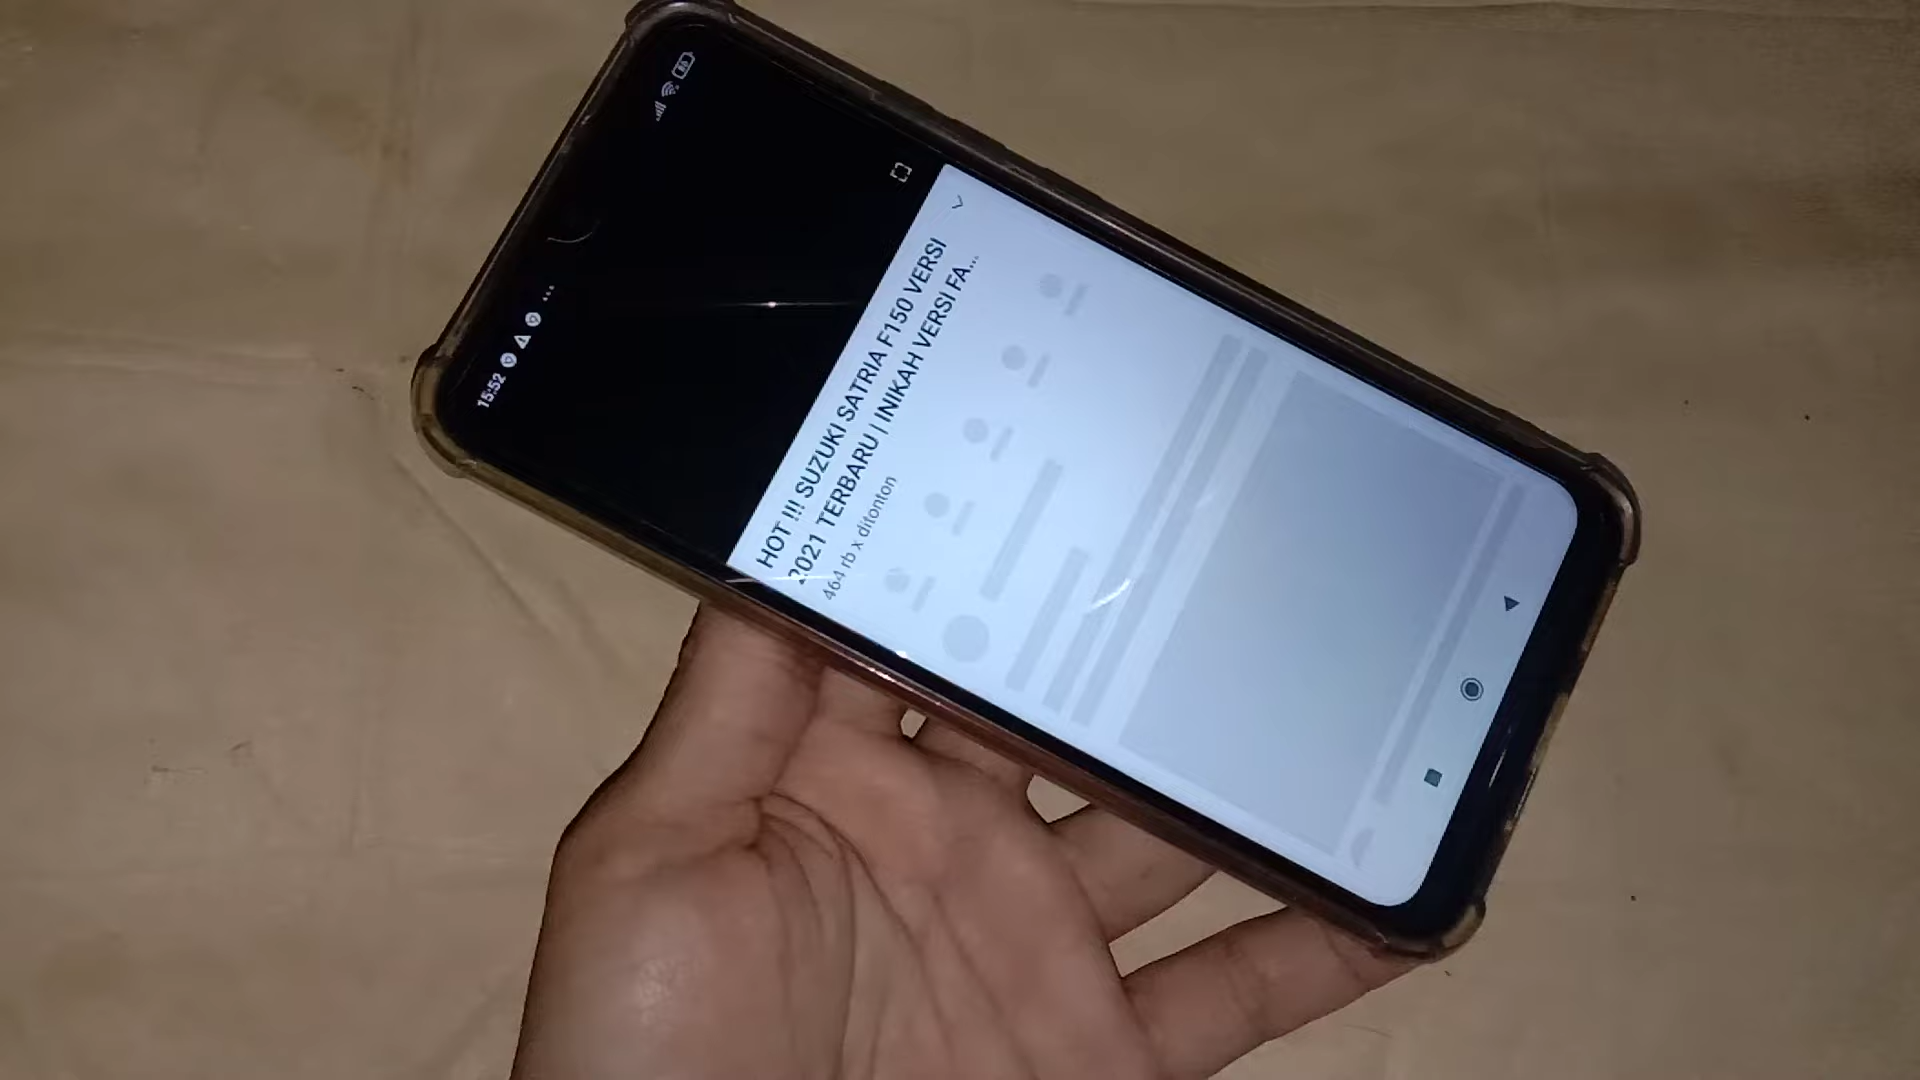 15:52
HOT !!! SUZUKI SATRIA F150 VERSI
2021 TERBARU | INIKAH VERSI FA...
464 rb x ditonton